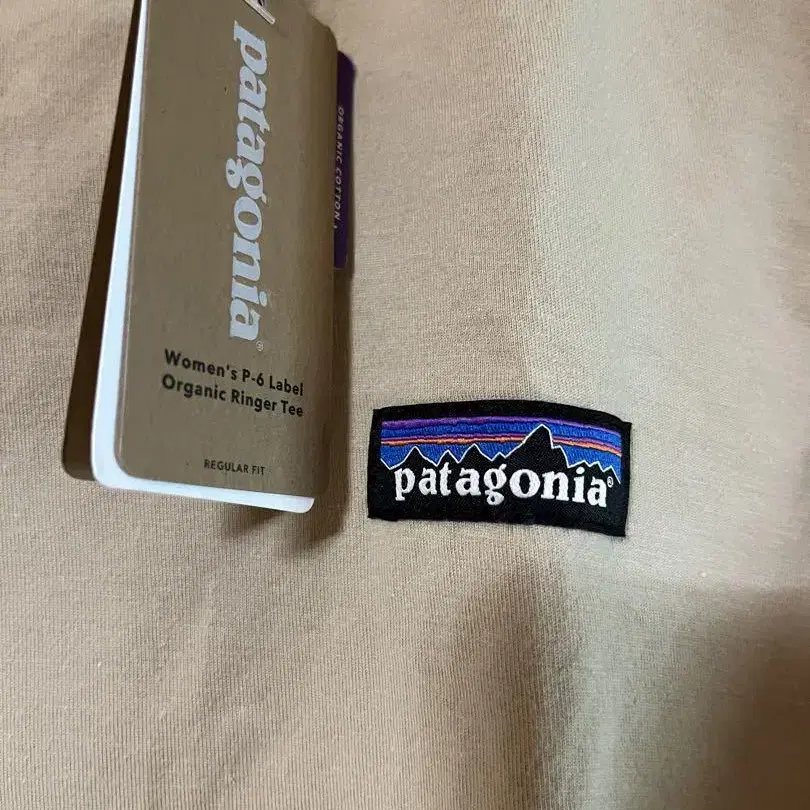 patagonia®
ORGANIC COTTON
Women's P-6 Label
Organic Ringer Tee
REGULAR FIT
patagonia®